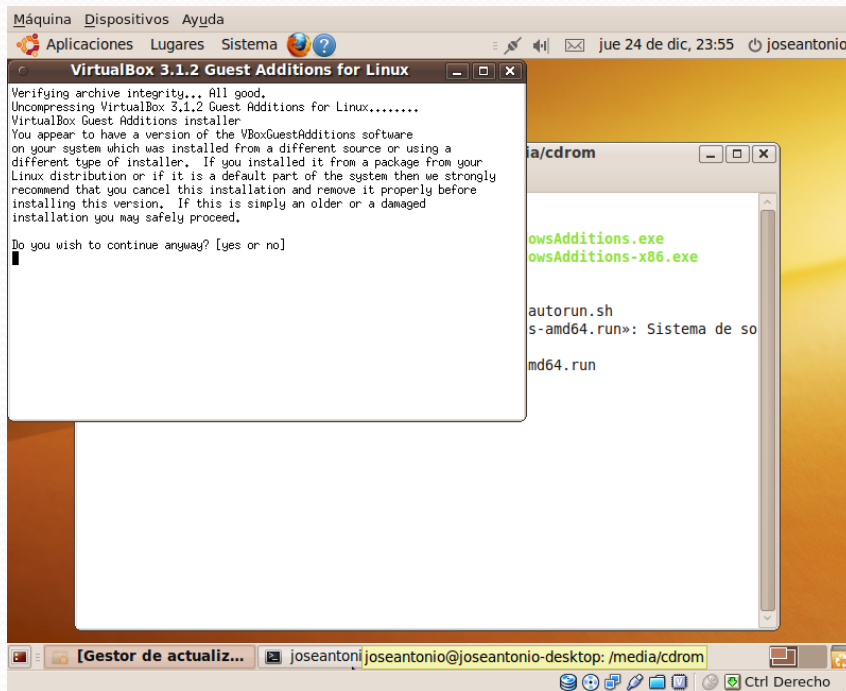 Máquina Dispositivos Ayuda
Aplicaciones Lugares Sistema jue 24 de dic, 23:55 joseantonio
VirtualBox 3.1.2 Guest Additions for Linux
Verifying archive integrity... All good.
Uncompressing VirtualBox 3.1.2 Guest Additions for Linux........
VirtualBox Guest Additions installer
You appear to have a version of the VBoxGuestAdditions software
on your system which was installed from a different source or using a
different type of installer. If you installed it from a package from your
Linux distribution or if it is a default part of the system then we strongly
recommend that you cancel this installation and remove it properly before
installing this version. If this is simply an older or a damaged
installation you may safely proceed.
Do you wish to continue anyway? [yes or no]
ia/cdrom
owsAdditions.exe
owsAdditions-x86.exe
autorun.sh
s-amd64.run»: Sistema de so
md64.run
[Gestor de actualiz... joseantoni joseantonio@joseantonio-desktop: /media/cdrom
Ctrl Derecho